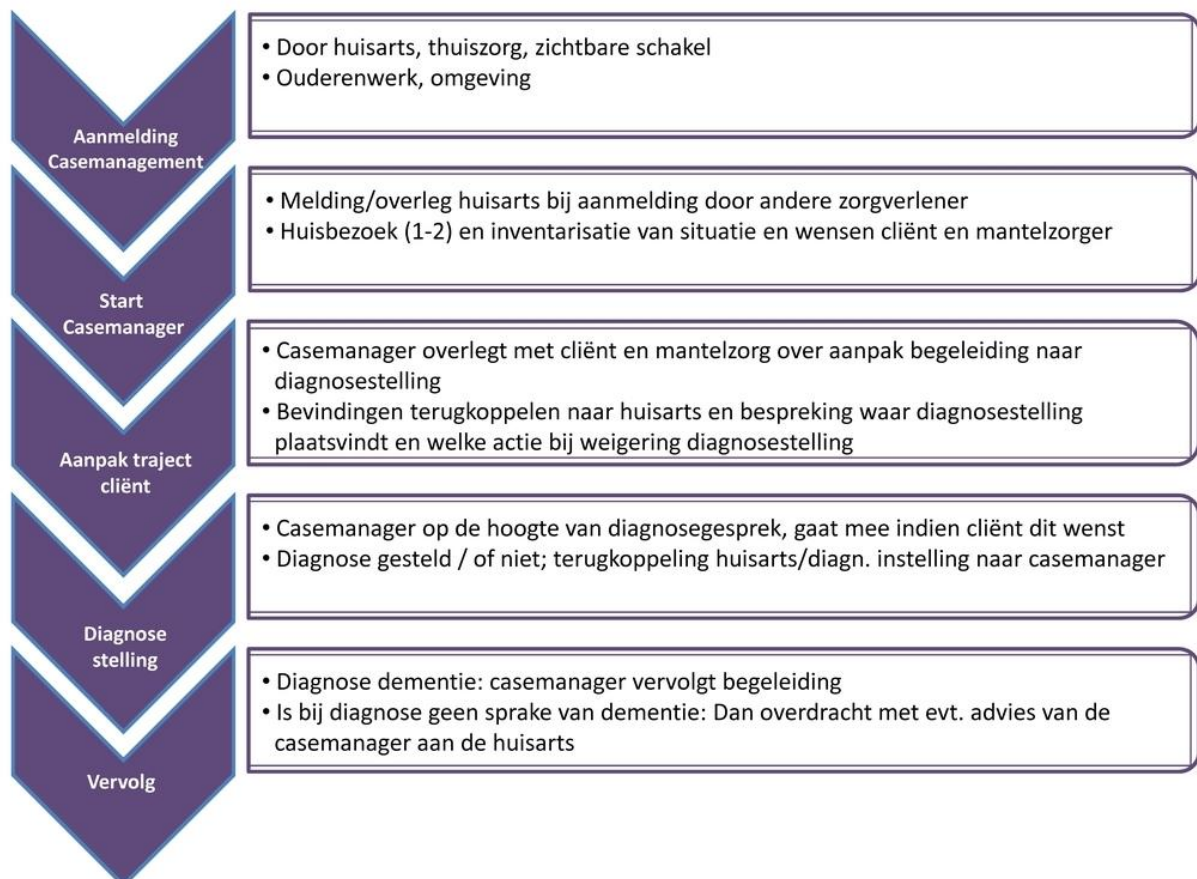 Aanmelding
Casemanagement
• Door huisarts, thuiszorg, zichtbare schakel
• Ouderenwerk, omgeving
Start
Casemanager
• Melding/overleg huisarts bij aanmelding door andere zorgverlener
• Huisbezoek (1-2) en inventarisatie van situatie en wensen cliënt en mantelzorger
Aanpak traject
cliënt
• Casemanager overlegt met cliënt en mantelzorg over aanpak begeleiding naar
diagnosestelling
• Bevindingen terugkoppelen naar huisarts en bespreking waar diagnosestelling
plaatsvindt en welke actie bij weigering diagnosestelling
Diagnose
stelling
• Casemanager op de hoogte van diagnosegesprek, gaat mee indien cliënt dit wenst
• Diagnose gesteld / of niet; terugkoppeling huisarts/diagn. instelling naar casemanager
Vervolg
• Diagnose dementie: casemanager vervolgt begeleiding
• Is bij diagnose geen sprake van dementie: Dan overdracht met evt. advies van de
casemanager aan de huisarts